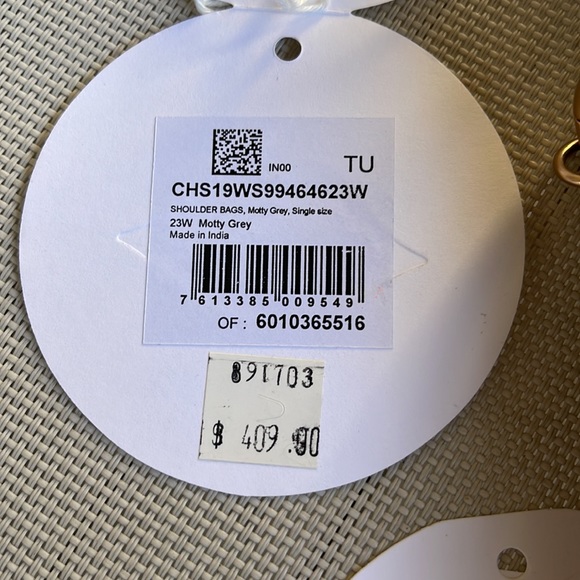 IN00
TU
CHS19WS99464623W
SHOULDER BAGS, Motty Grey, Single size
23W Motty Grey
Made in India
7 613385 009549
OF : 6010365516
891703
$ 409.00